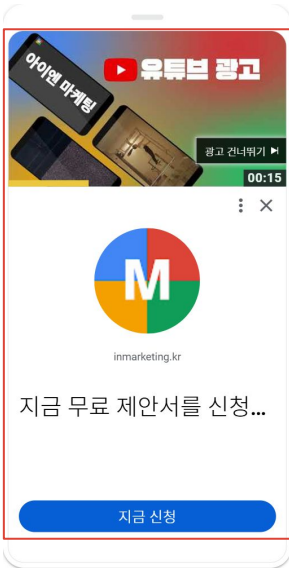 아이엔 마케팅
유튜브 광고
광고 건너뛰기
00:15
M
inmarketing.kr
지금 무료 제안서를 신청...
지금 신청